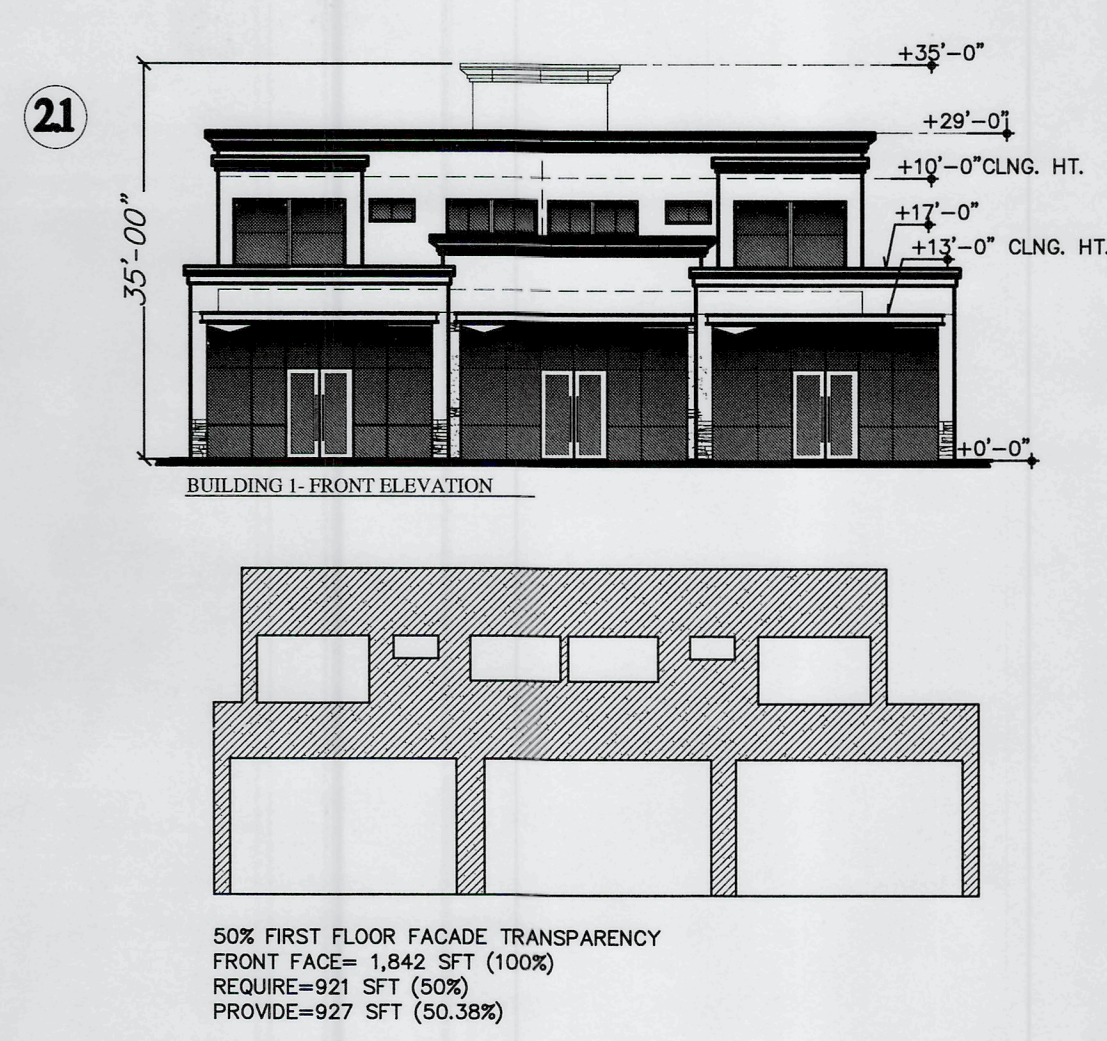 +35'-0"
2.1
+29'-0"
+10'-0"CLNG. HT.
35'-00"
+17'-0"
+13'-0" CLNG. HT.
+0'-0"
BUILDING 1- FRONT ELEVATION
50% FIRST FLOOR FACADE TRANSPARENCY
FRONT FACE= 1,842 SFT (100%)
REQUIRE=921 SFT (50%)
PROVIDE=927 SFT (50.38%)